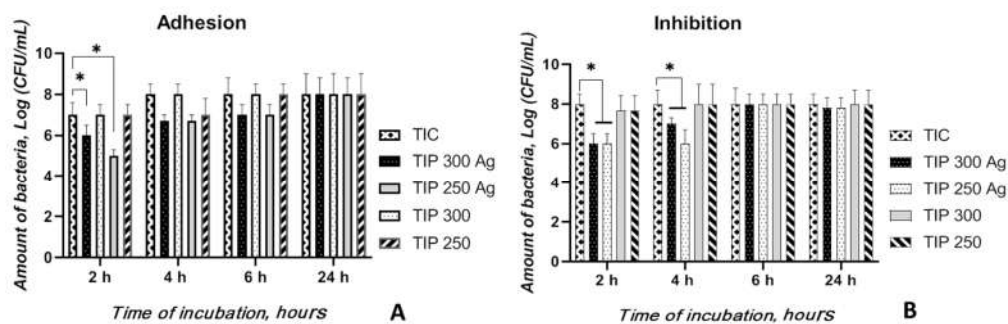 Adhesion
Amount of bacteria, Log (CFU/mL)
10
8
6
4
2
0
*
*
2 h
4 h
6 h
24 h
Time of incubation, hours
A
TIC
TIP 300 Ag
TIP 250 Ag
TIP 300
TIP 250
Inhibition
Amount of bacteria, Log (CFU/mL)
10
8
6
4
2
0
*
*
2 h
4 h
6 h
24 h
Time of incubation, hours
B
TIC
TIP 300 Ag
TIP 250 Ag
TIP 300
TIP 250